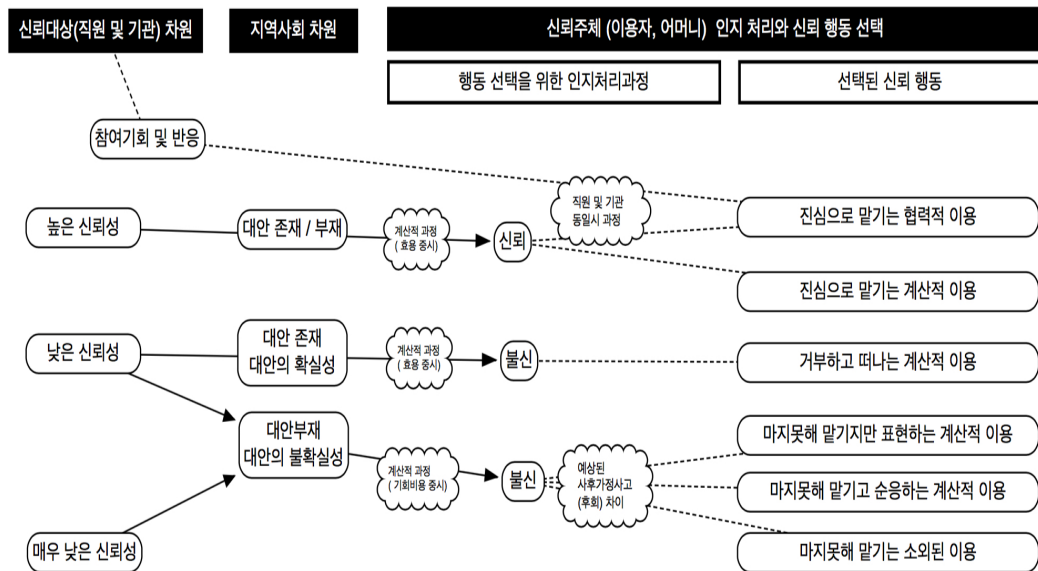 신뢰대상(직원 및 기관) 차원
지역사회 차원
신뢰주체 (이용자, 어머니) 인지 처리와 신뢰 행동 선택
행동 선택을 위한 인지처리과정
선택된 신뢰 행동
참여기회 및 반응
직원 및 기관
동일시 과정
높은 신뢰성
대안 존재 / 부재
계산적 과정
( 효용 중시)
신뢰
진심으로 맡기는 협력적 이용
진심으로 맡기는 계산적 이용
낮은 신뢰성
대안 존재
대안의 확실성
계산적 과정
( 효용 중시)
불신
거부하고 떠나는 계산적 이용
대안부재
대안의 불확실성
계산적 과정
( 기회비용 중시)
불신
예상된
사후가정사고
(후회) 차이
마지못해 맡기지만 표현하는 계산적 이용
마지못해 맡기고 순응하는 계산적 이용
매우 낮은 신뢰성
마지못해 맡기는 소외된 이용